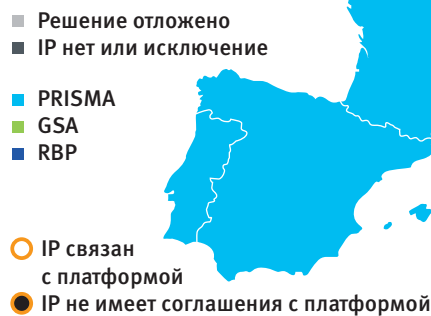 Решение отложено
IP нет или исключение
PRISMA
GSA
RBP
IP связан
с платформой
IP не имеет соглашения с платформой